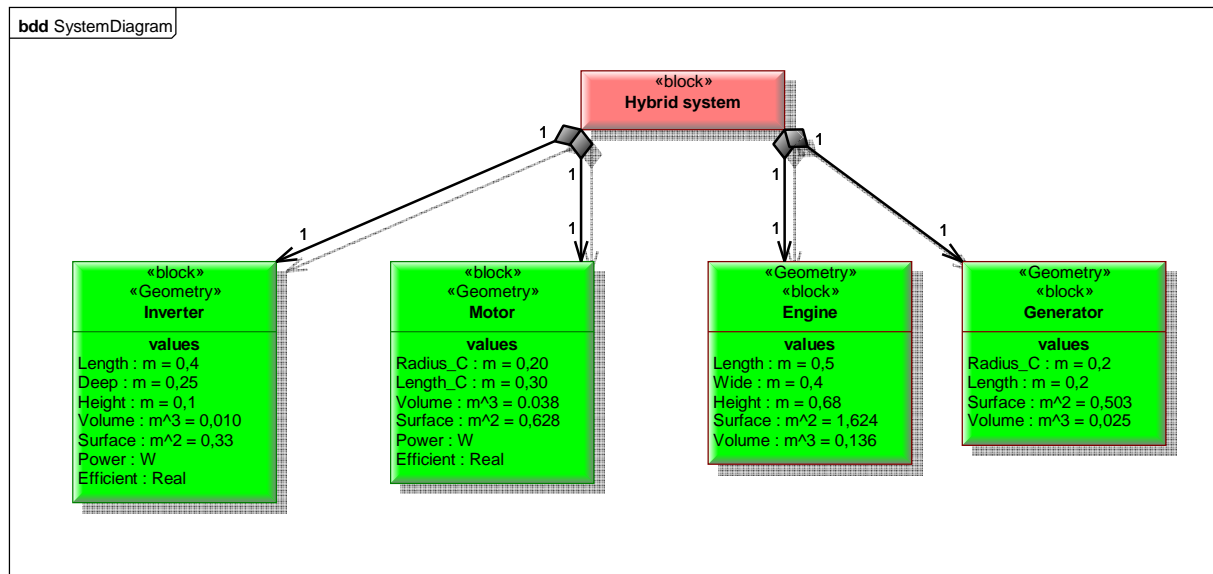 bdd SystemDiagram
«block»
Hybrid system
1
1
1
1
1
1
1
1
«block»
«Geometry»
Inverter
values
Length : m = 0,4
Deep : m = 0,25
Height : m = 0,1
Volume : m^3 = 0,010
Surface : m^2 = 0,33
Power : W
Efficient : Real
«block»
«Geometry»
Motor
values
Radius_C : m = 0,20
Length_C : m = 0,30
Volume : m^3 = 0.038
Surface : m^2 = 0,628
Power : W
Efficient : Real
«Geometry»
«block»
Engine
values
Length : m = 0,5
Wide : m = 0,4
Height : m = 0,68
Surface : m^2 = 1,624
Volume : m^3 = 0,136
«Geometry»
«block»
Generator
values
Radius_C : m = 0,2
Length : m = 0,2
Surface : m^2 = 0,503
Volume : m^3 = 0,025